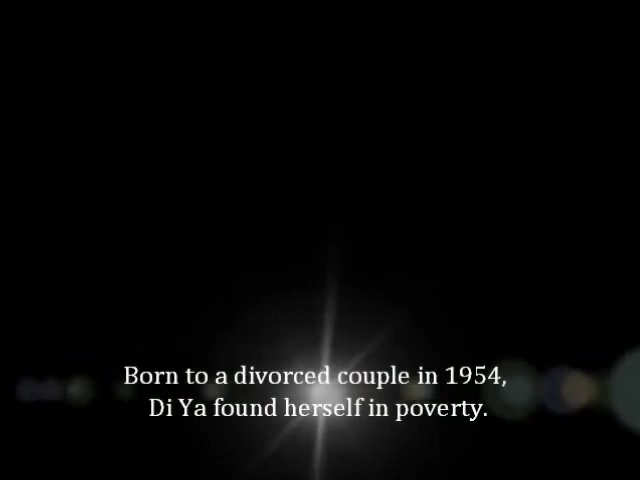 Born to a divorced couple in 1954,
Di Ya found herself in poverty.